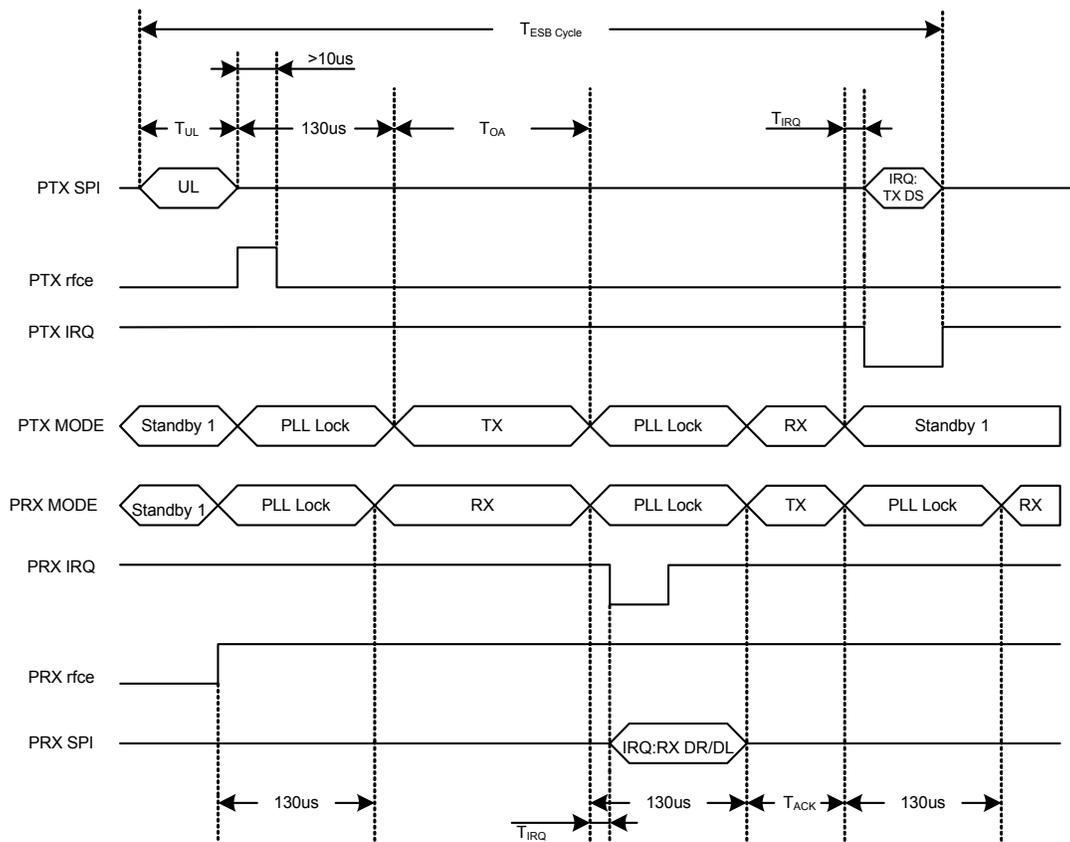 TESB Cycle
>10us
TUL
130us
TOA
TIRQ
PTX SPI
UL
IRQ:
TX DS
PTX rfce
PTX IRQ
PTX MODE
Standby 1
PLL Lock
TX
PLL Lock
RX
Standby 1
PRX MODE
Standby 1
PLL Lock
RX
PLL Lock
TX
PLL Lock
RX
PRX IRQ
PRX rfce
PRX SPI
IRQ:RX DR/DL
130us
130us
TACK
130us
TIRQ